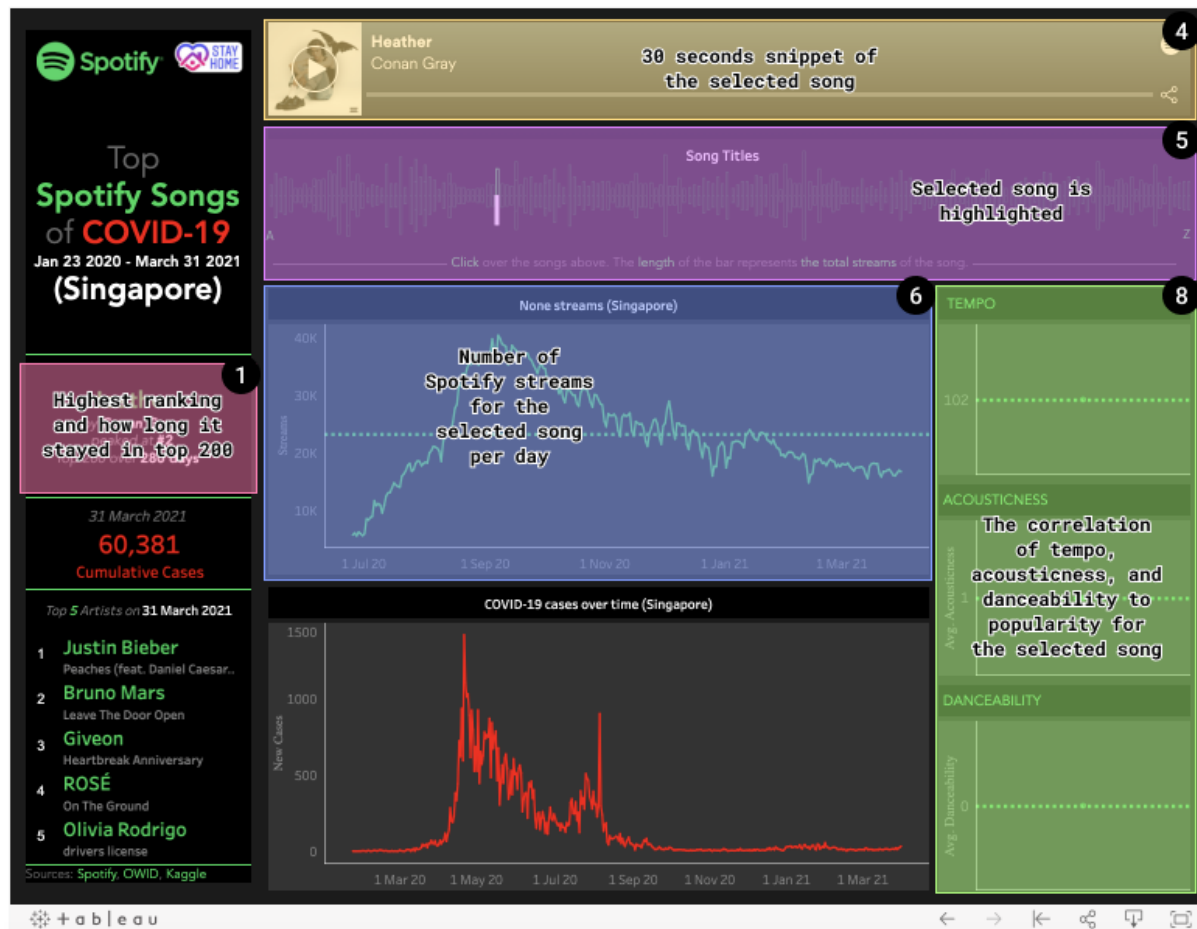 Spotify
STAY
HOME
Top
Spotify Songs
of COVID-19
Jan 23 2020 - March 31 2021
(Singapore)
1
Highest ranking
and how long it
stayed in top 200
peaked at #2
280 days
31 March 2021
60,381
Cumulative Cases
Top 5 Artists on 31 March 2021
1 Justin Bieber
Peaches (feat. Daniel Caesar..
2 Bruno Mars
Leave The Door Open
3 Giveon
Heartbreak Anniversary
4 ROSÉ
On The Ground
5 Olivia Rodrigo
drivers license
Sources: Spotify, OWID, Kaggle
4
Heather
Conan Gray
30 seconds snippet of
the selected song
5
Song Titles
Selected song is
highlighted
A
Z
Click over the songs above. The length of the bar represents the total streams of the song.
6
None streams (Singapore)
40K
30K
20K
10K
Streams
Number of
Spotify streams
for the
selected song
per day
1 Jul 20 1 Sep 20 1 Nov 20 1 Jan 21 1 Mar 21
COVID-19 cases over time (Singapore)
1500
1000
500
0
New Cases
1 Mar 20 1 May 20 1 Jul 20 1 Sep 20 1 Nov 20 1 Jan 21 1 Mar 21
8
TEMPO
102
ACOUSTICNESS
Avg. Acousticness
1
The correlation
of tempo,
acousticness, and
danceability to
popularity for
the selected song
DANCEABILITY
Avg. Danceability
0
+ a b | e a u